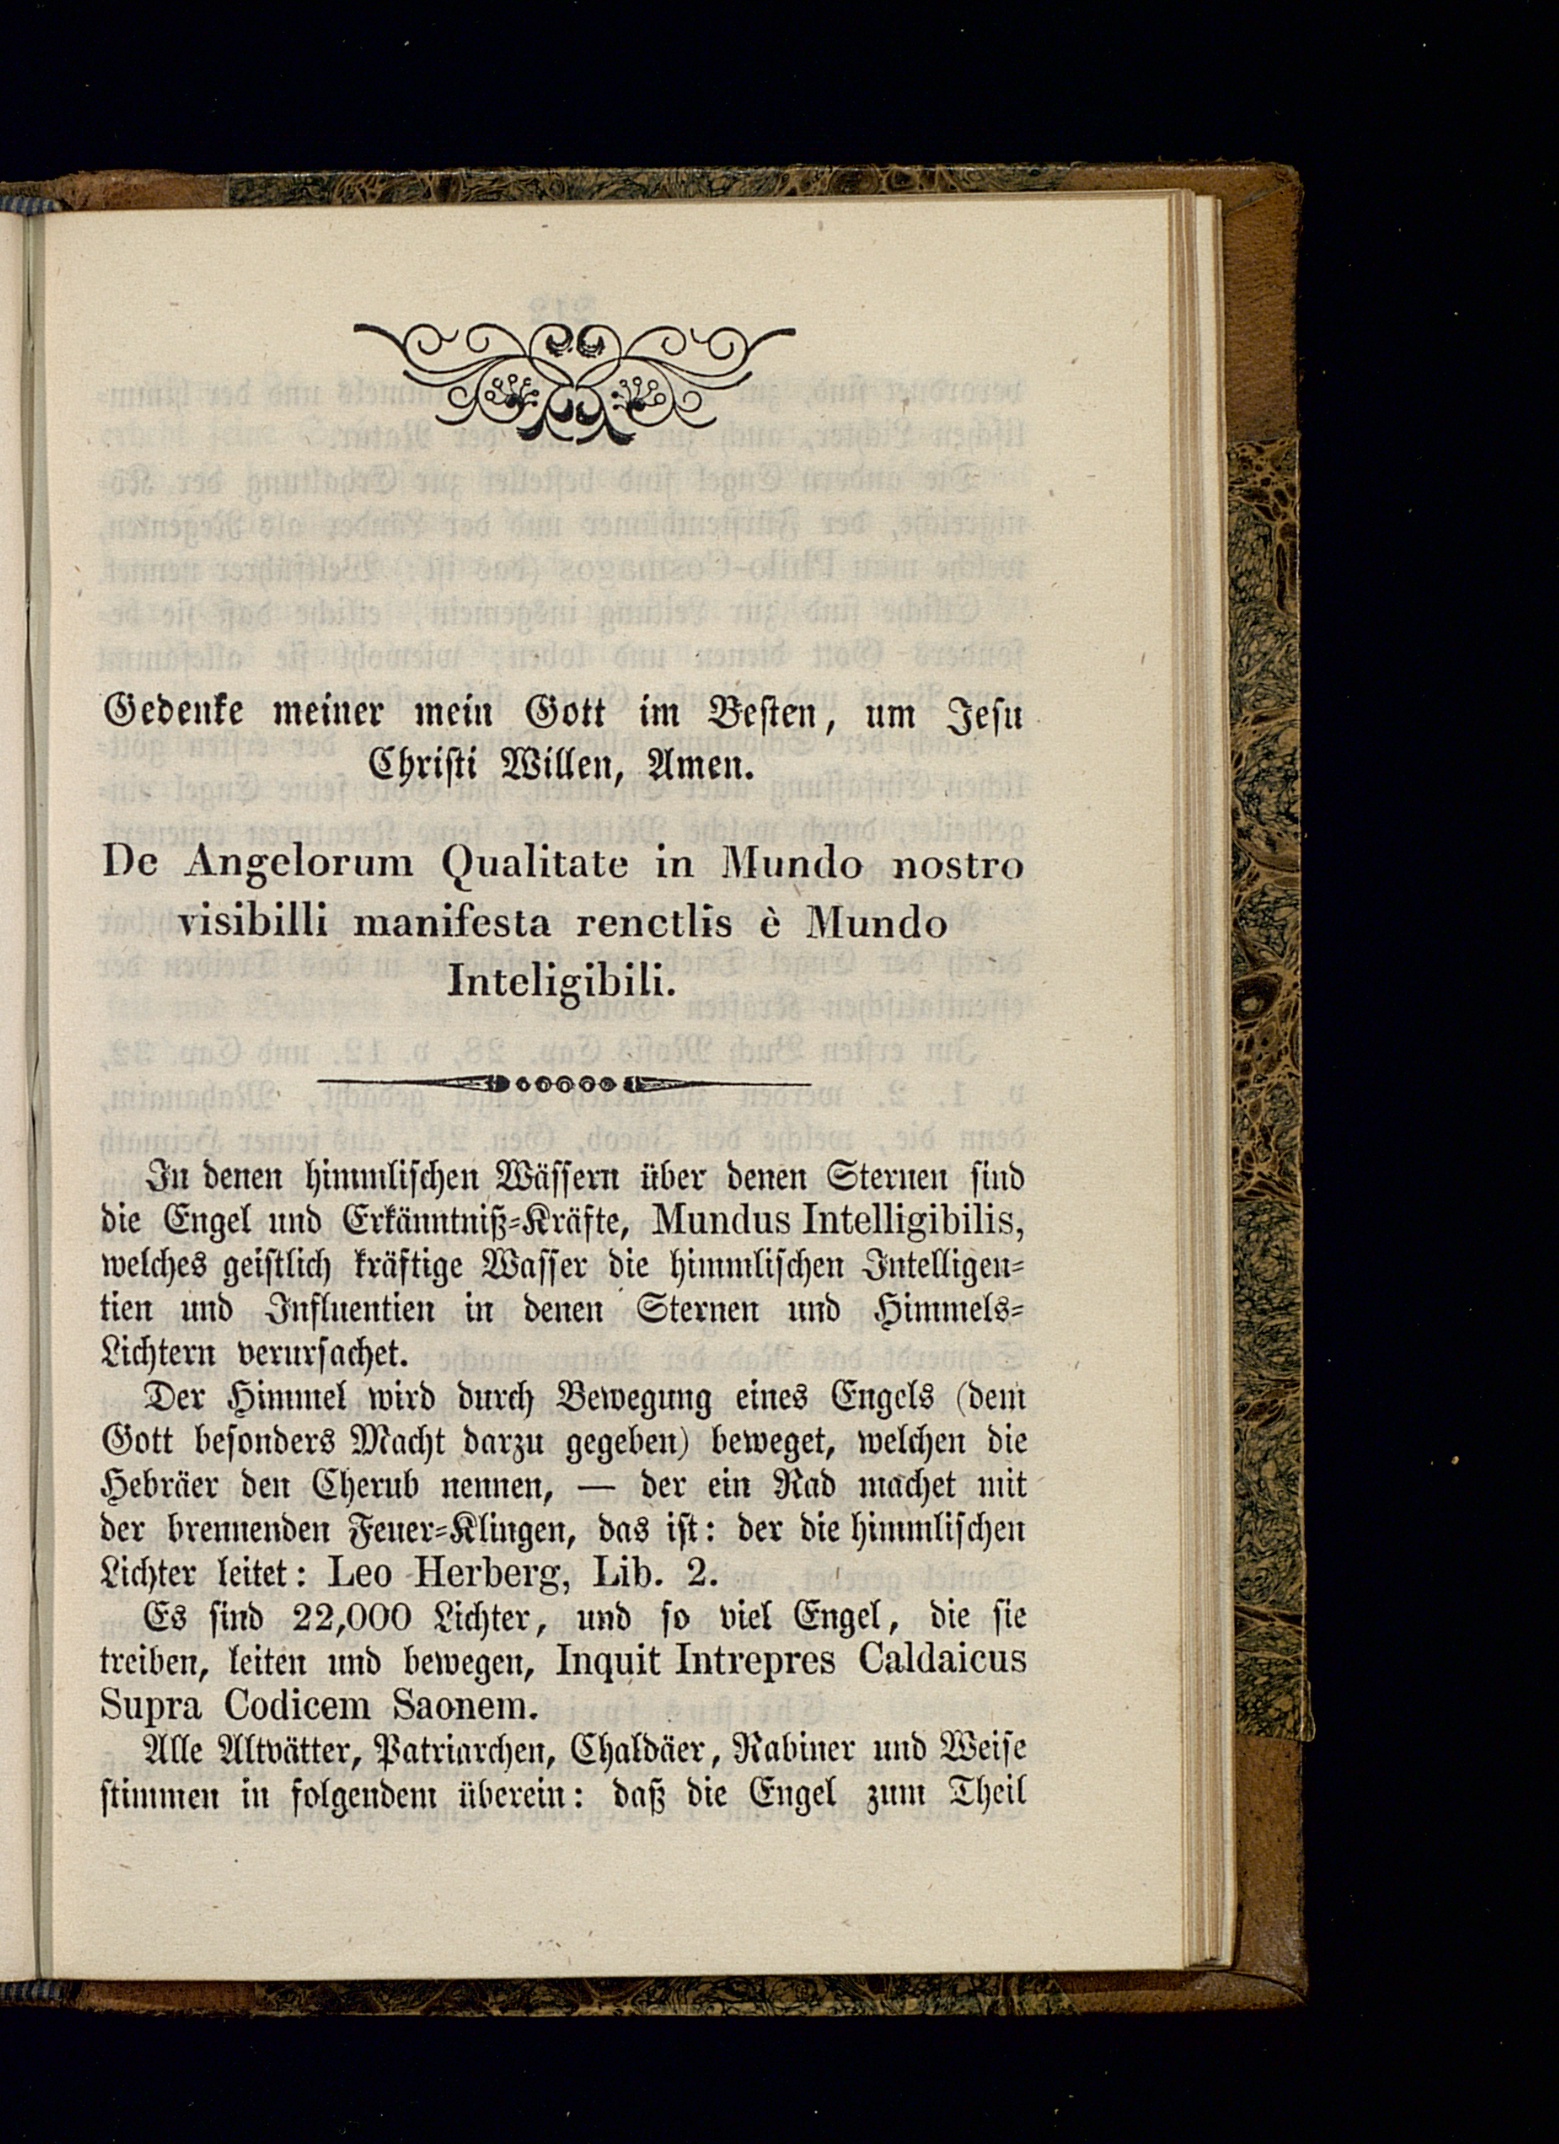 Gedenke meiner mein Gott im Besten, um Jesu
Christi Willen, Amen.
De Angelorum Qualitate in Mundo nostro
visibilli manifesta renctlis è Mundo
Inteligibili.
In denen himmlischen Wässern über denen Sternen sind
die Engel und Erkänntniß=Kräfte, Mundus Intelligibilis,
welches geistlich kräftige Wasser die himmlischen Intelligen=
tien und Influentien in denen Sternen und Himmels=
Lichtern verursachet.
Der Himmel wird durch Bewegung eines Engels (dem
Gott besonders Macht darzu gegeben) beweget, welchen die
Hebräer den Cherub nennen, — der ein Rad machet mit
der brennenden Feuer=Klingen, das ist: der die himmlischen
Lichter leitet: Leo Herberg, Lib. 2.
Es sind 22,000 Lichter, und so viel Engel, die sie
treiben, leiten und bewegen, Inquit Intrepres Caldaicus
Supra Codicem Saonem.
Alle Altvätter, Patriarchen, Chaldäer, Rabiner und Weise
stimmen in folgendem überein: daß die Engel zum Theil